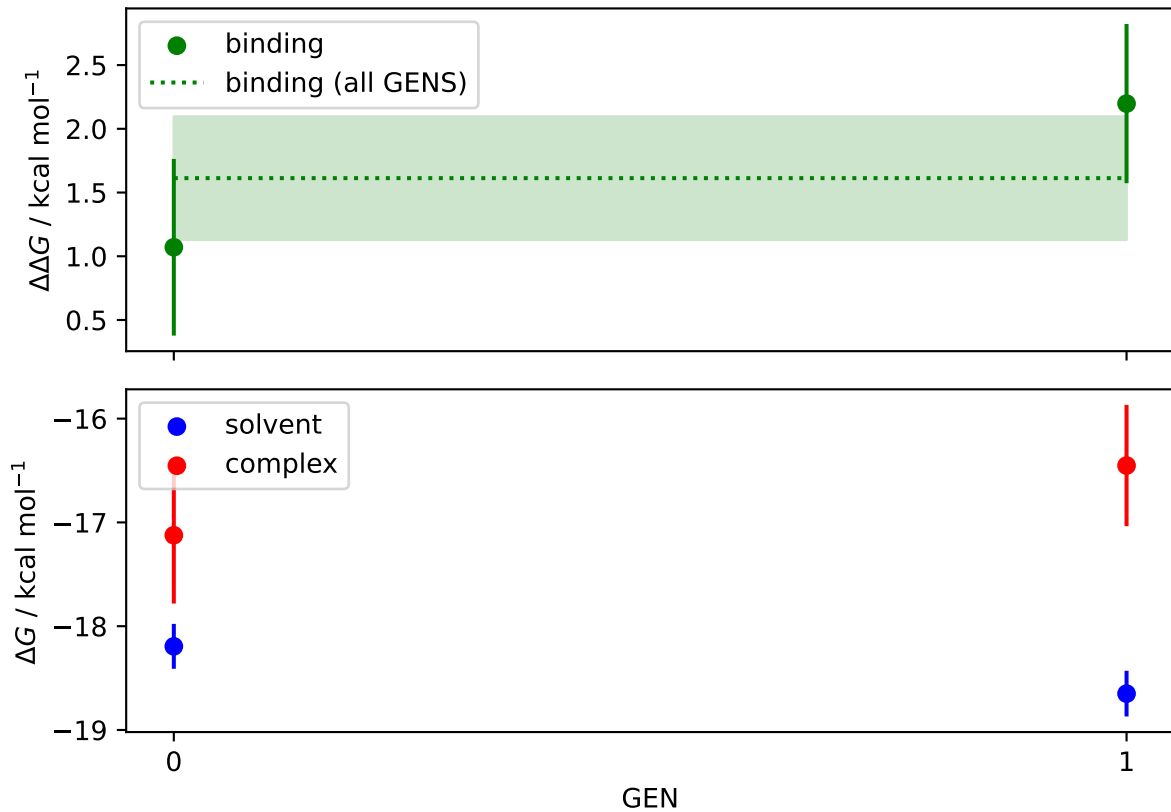 binding
binding (all GENS)
2.5
2.0
1.5
1.0
0.5
ΔΔG / kcal mol⁻¹
solvent
complex
−16
−17
−18
−19
ΔG / kcal mol⁻¹
0
1
GEN